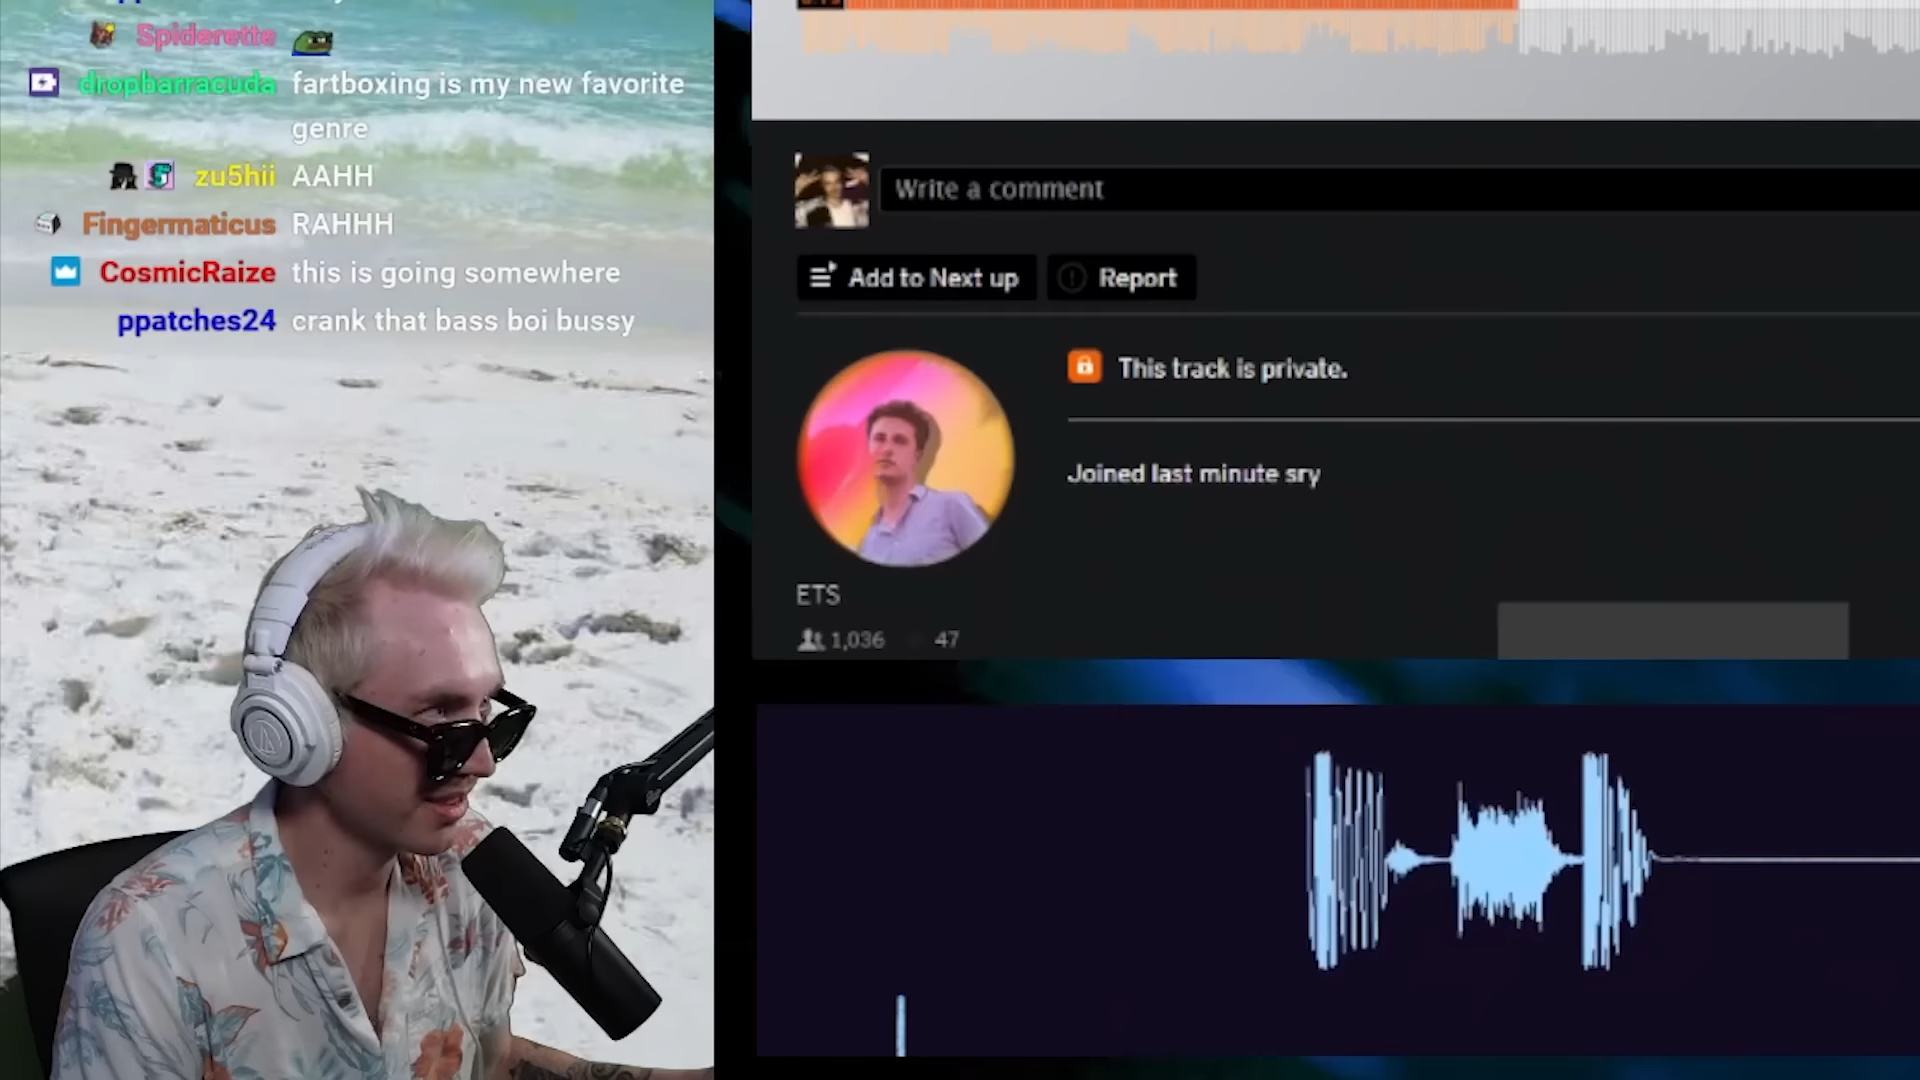 Spiderette
dropbarracuda fartboxing is my new favorite
genre
zu5hii AAHH
Fingermaticus RAHHH
CosmicRaize this is going somewhere
ppatches24 crank that bass boi bussy
Write a comment
Add to Next up
Report
This track is private.
Joined last minute sry
ETS
1,036 47